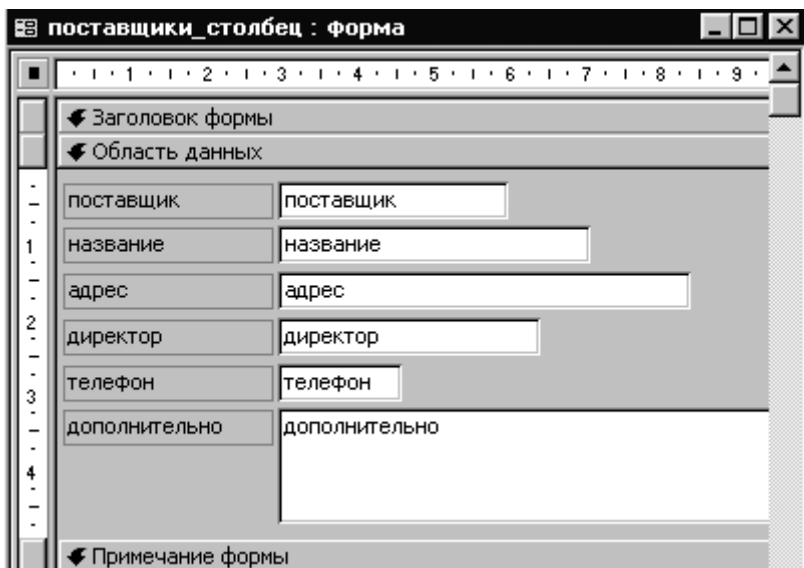 поставщики_столбец : форма
1 2 3 4 5 6 7 8 9
Заголовок формы
Область данных
поставщик поставщик
1
название название
адрес адрес
2
директор директор
телефон телефон
3
дополнительно дополнительно
4
Примечание формы